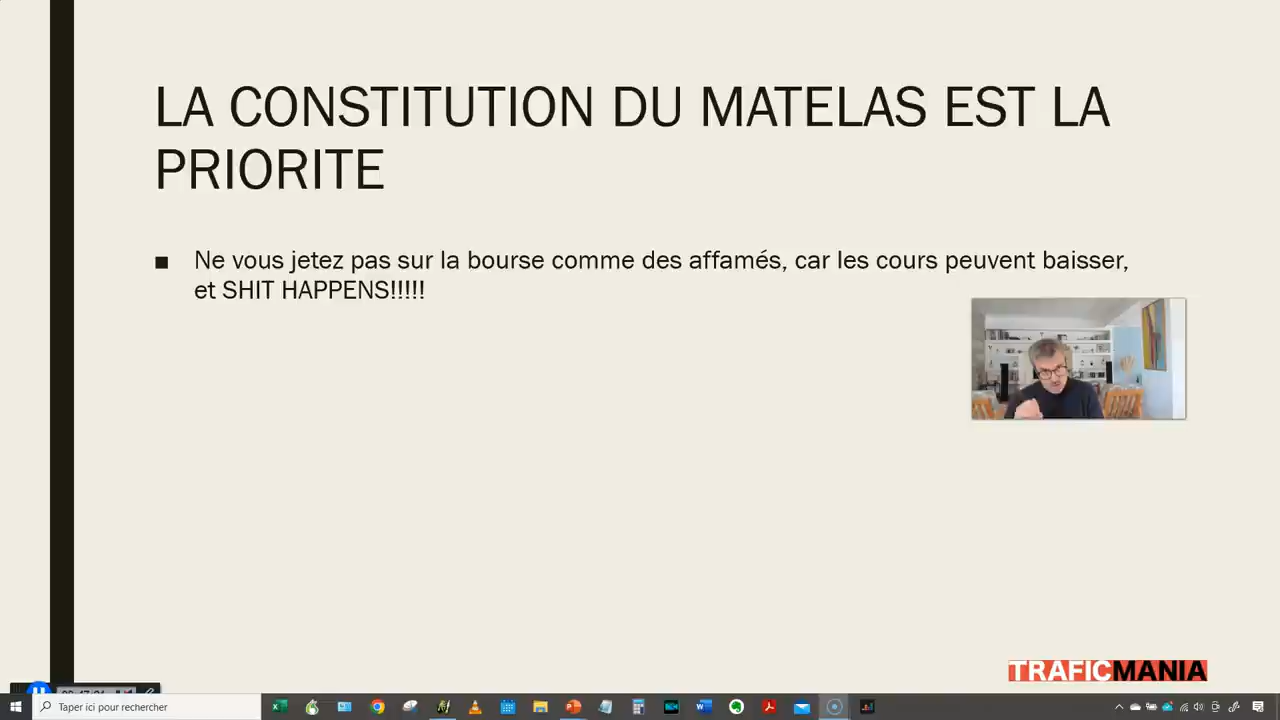 LA CONSTITUTION DU MATELAS EST LA
PRIORITE
Ne vous jetez pas sur la bourse comme des affamés, car les cours peuvent baisser,
et SHIT HAPPENS!!!!!
TRAFICMANIA
Taper ici pour rechercher